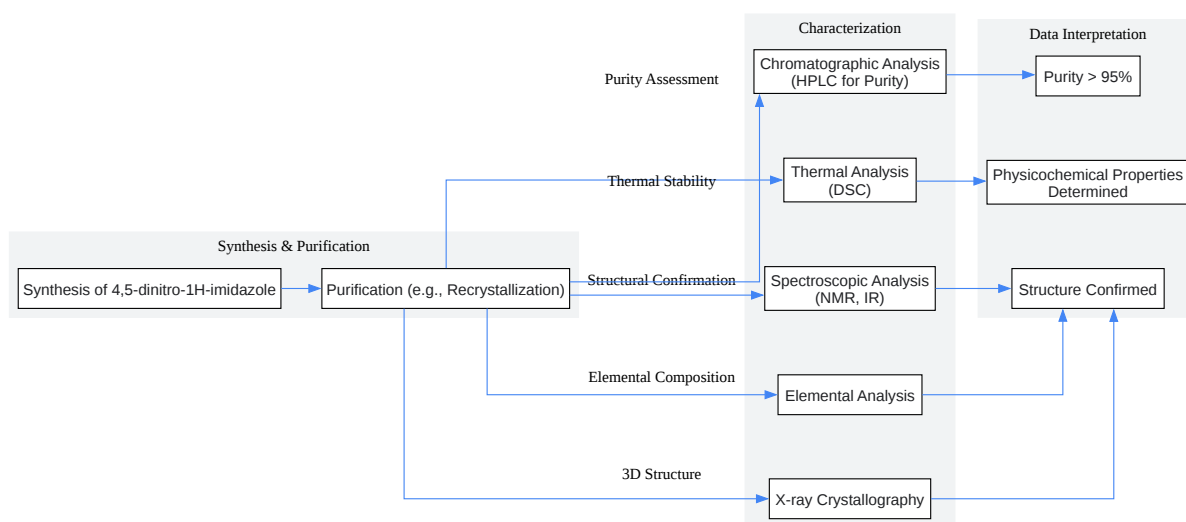 Characterization
Data Interpretation
Purity Assessment
Chromatographic Analysis
(HPLC for Purity)
Purity > 95%
Thermal Stability
Thermal Analysis
(DSC)
Physicochemical Properties
Determined
Synthesis & Purification
Synthesis of 4,5-dinitro-1H-imidazole
Purification (e.g., Recrystallization)
Structural Confirmation
Spectroscopic Analysis
(NMR, IR)
Structure Confirmed
Elemental Composition
Elemental Analysis
3D Structure
X-ray Crystallography